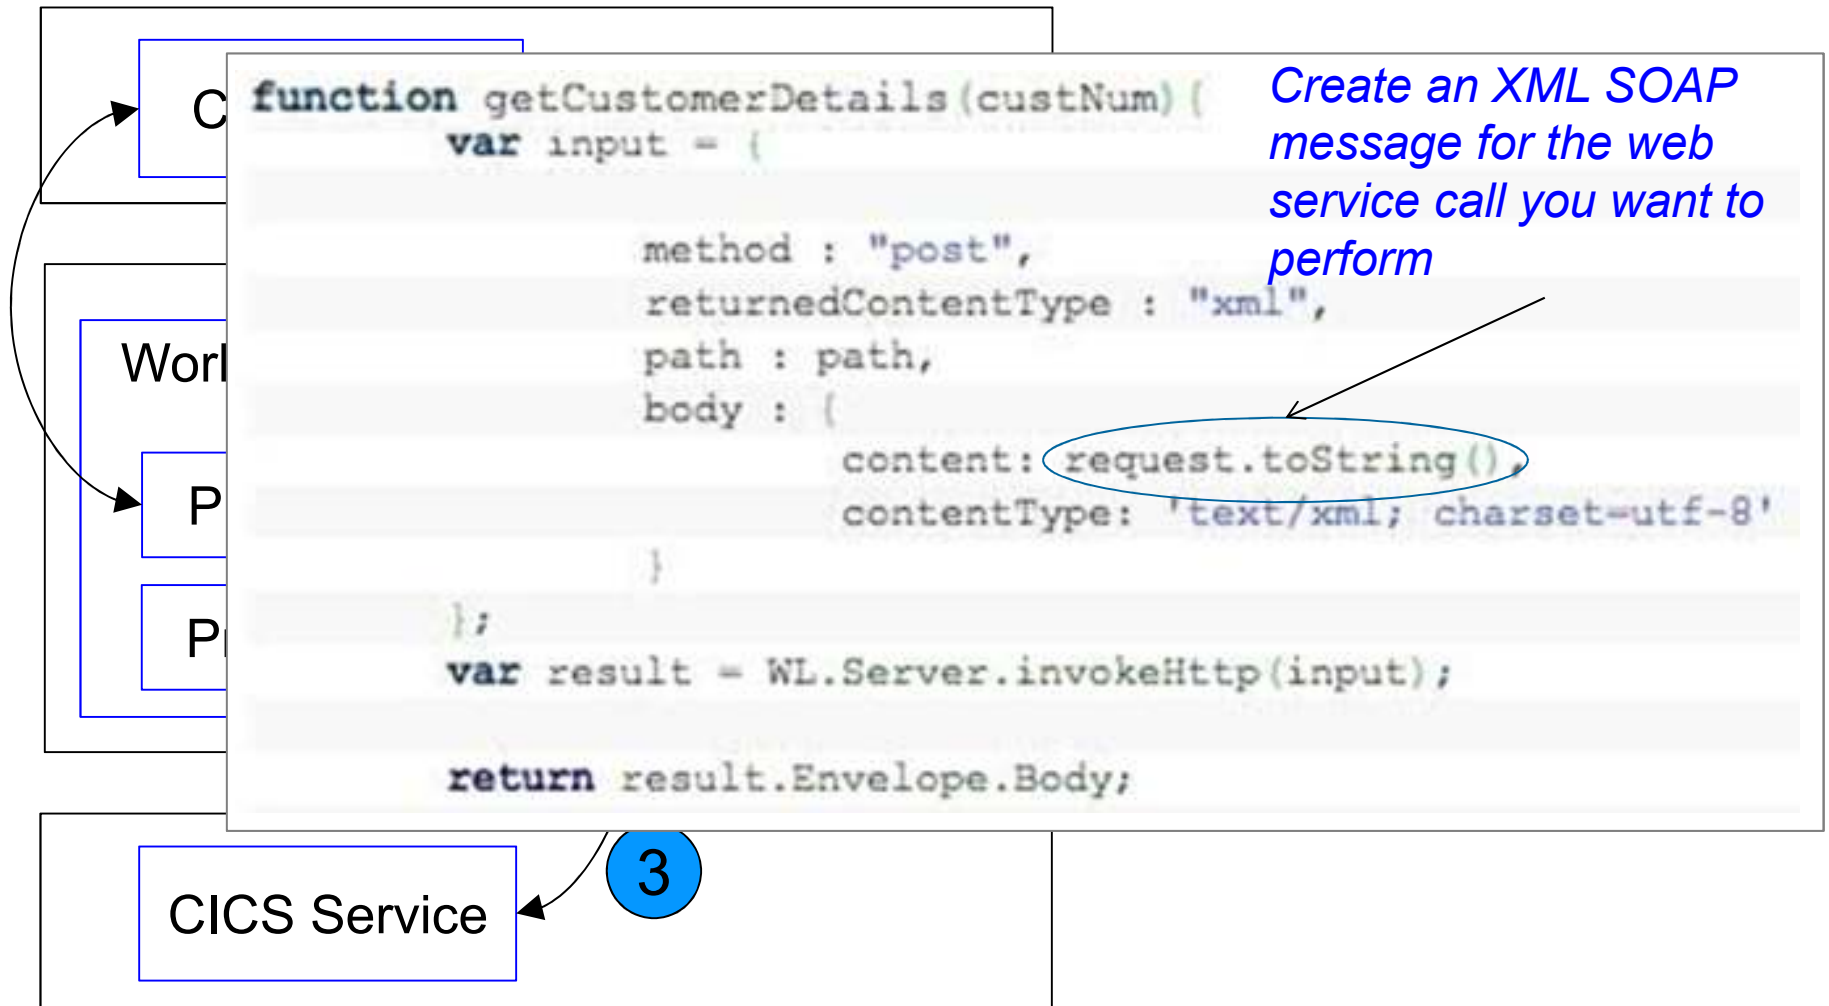 function getCustomerDetails(custNum){
var input = {
method : "post",
returnedContentType : "xml",
path : path,
body : {
content: request.toString(),
contentType: 'text/xml; charset=utf-8'
}
};
var result = WL.Server.invokeHttp(input);
return result.Envelope.Body;
Create an XML SOAP
message for the web
service call you want to
perform
C
Worl
P
P
3
CICS Service